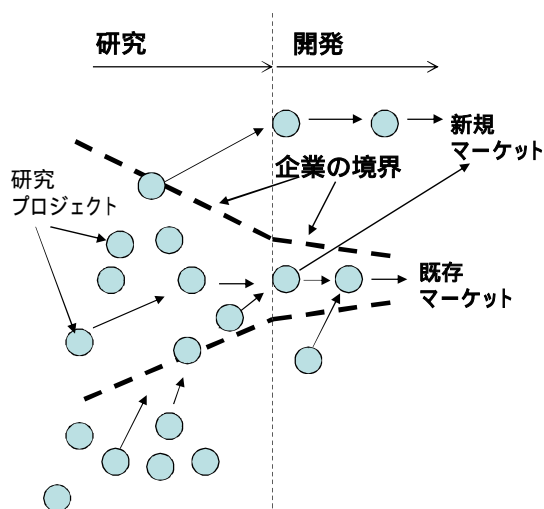 研究
開発
新規
マーケット
企業の境界
研究
プロジェクト
既存
マーケット